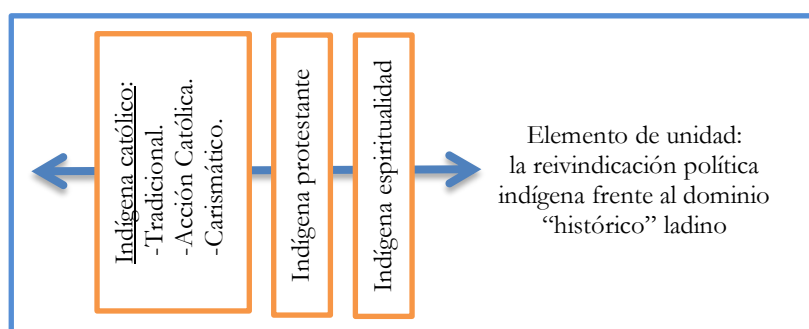 Indígena católico:
-Tradicional.
-Acción Católica.
-Carismático.
Indígena protestante
Indígena espiritualidad
Elemento de unidad:
la reivindicación política
indígena frente al dominio
“histórico” ladino